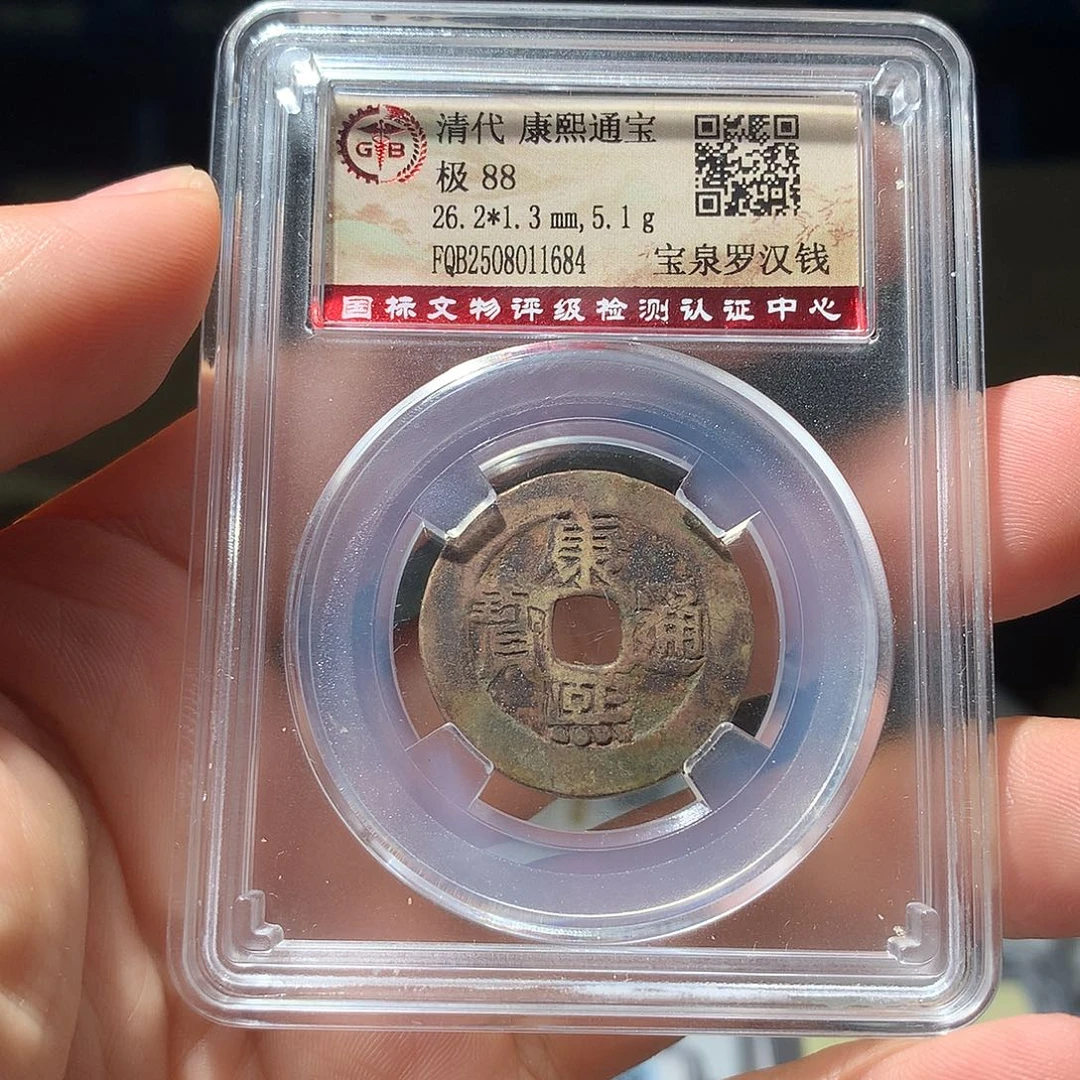 GB
清代 康熙通宝
极 88
26.2*1.3 mm,5.1 g
FQB2508011684
宝泉罗汉钱
国标文物评级检测认证中心
康熙通寶